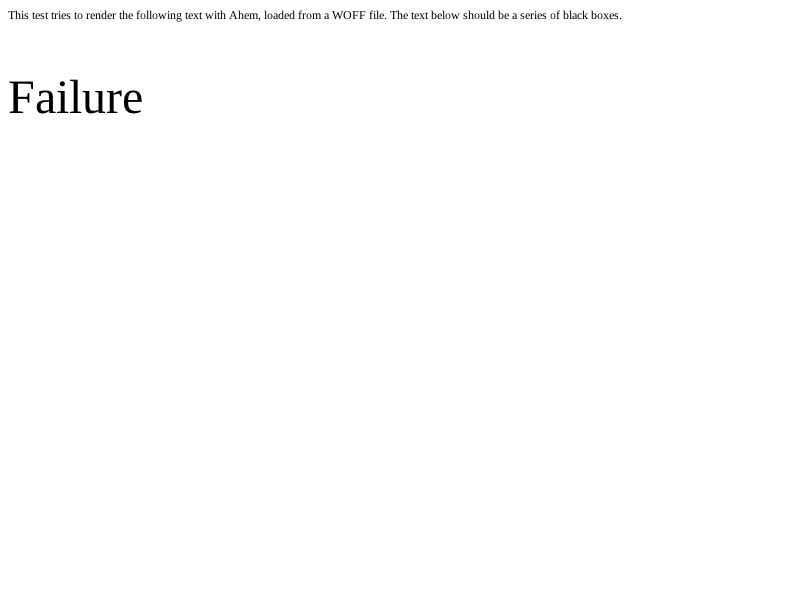 This test tries to render the following text with Ahem, loaded from a WOFF file. The text below should be a series of black boxes.
Failure